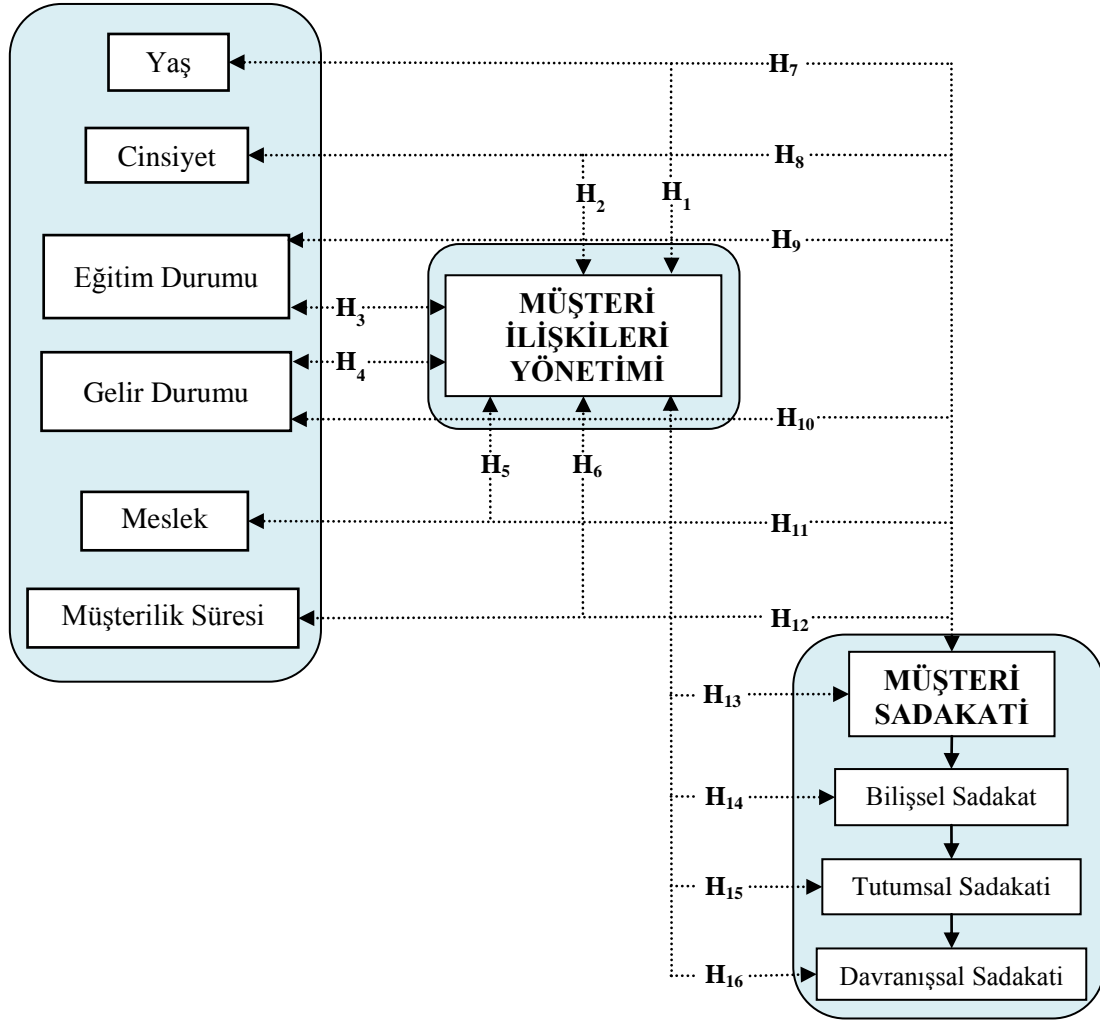 Yaş
H7
Cinsiyet
H8
H2
H1
Eğitim Durumu
H9
H3
MÜŞTERİ
İLİŞKİLERİ
YÖNETİMİ
H4
Gelir Durumu
H10
H5
H6
Meslek
H11
Müşterilik Süresi
H12
H13
MÜŞTERİ
SADAKATİ
H14
Bilişsel Sadakat
H15
Tutumsal Sadakati
H16
Davranışsal Sadakati